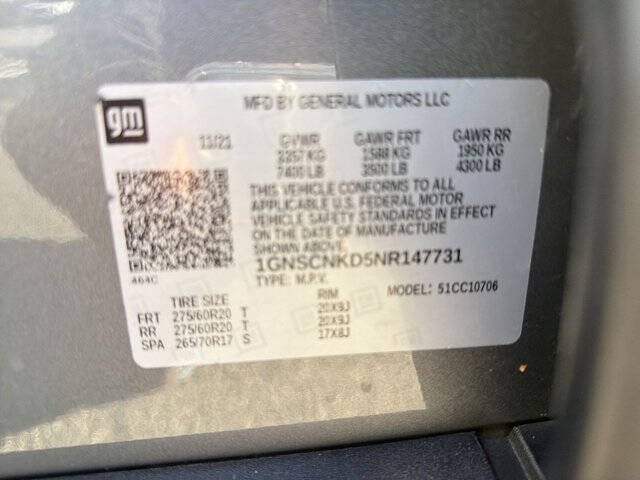 gm
MFD BY GENERAL MOTORS LLC
11/21 GVWR GAWR FRT GAWR RR
3357 KG 1588 KG 1950 KG
7400 LB 3500 LB 4300 LB
THIS VEHICLE CONFORMS TO ALL
APPLICABLE U.S. FEDERAL MOTOR
VEHICLE SAFETY STANDARDS IN EFFECT
ON THE DATE OF MANUFACTURE
1GNSCNKD5NR147731
464C
TYPE: M.P.V. MODEL: 51CC10706
TIRE SIZE RIM
FRT 275/60R20 T 20X9J
RR 275/60R20 T 20X9J
SPA 265/70R17 S 17X8J